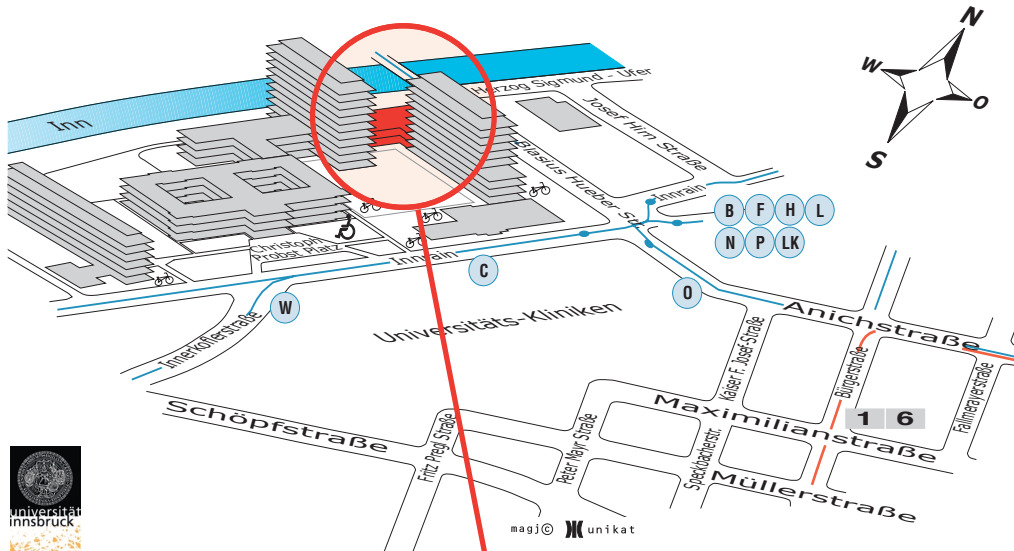 N
W
O
S
Inn
Herzog Sigmund - Ufer
Josef Hirn Straße
Blasius Hueber Str.
Innrain
B F H L
N P LK
Christoph
Probst Platz
Innrain
C
W
O
Innerkoflerstraße
Universitäts-Kliniken
Anichstraße
Kaiser F. Josef-Straße
Bürgerstraße
Fallmerayerstraße
1 6
Maximilianstraße
Schöpfstraße
Fritz Pregl Straße
Peter Mayr Straße
Speckbacherstr.
Müllerstraße
universität
innsbruck
magj© unikat